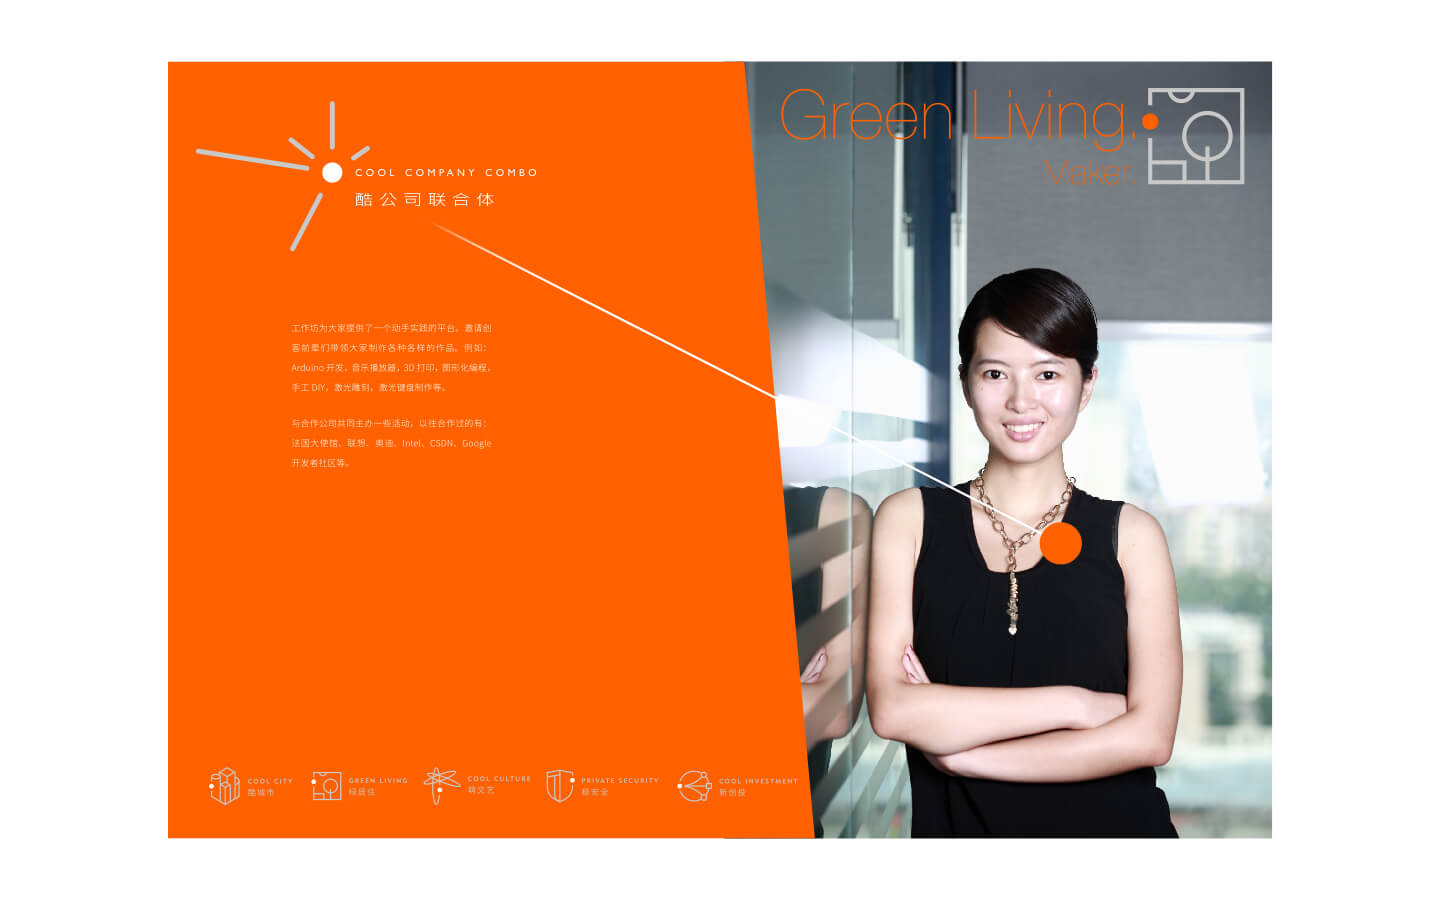 COOL COMPANY COMBO
酷公司联合体
工作坊为大家提供了一个动手实践的平台。邀请创
客前辈们带领大家制作各种各样的作品。例如：
Arduino 开发，音乐播放器，3D 打印，图形化编程，
手工 DIY，激光雕刻，激光键盘制作等。
与合作公司共同主办一些活动，以往合作过的有：
法国大使馆、联想、奥迪、Intel、CSDN、Google
开发者社区等。
COOL CITY
酷城市
GREEN LIVING
绿居住
COOL CULTURE
萌文艺
PRIVATE SECURITY
稳安全
COOL INVESTMENT
新创投
Green Living.
Maker.